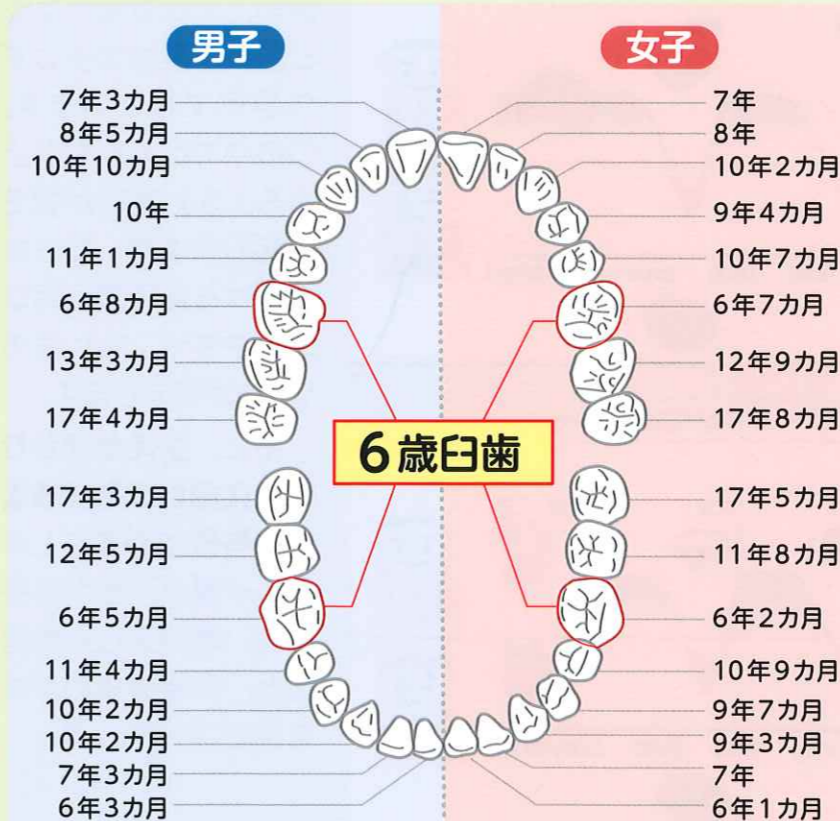 男子
女子
7年3カ月
8年5カ月
10年10カ月
10年
11年1カ月
6年8カ月
13年3カ月
17年4カ月
17年3カ月
12年5カ月
6年5カ月
11年4カ月
10年2カ月
10年2カ月
7年3カ月
6年3カ月
6歳臼歯
7年
8年
10年2カ月
9年4カ月
10年7カ月
6年7カ月
12年9カ月
17年8カ月
17年5カ月
11年8カ月
6年2カ月
10年9カ月
9年7カ月
9年3カ月
7年
6年1カ月